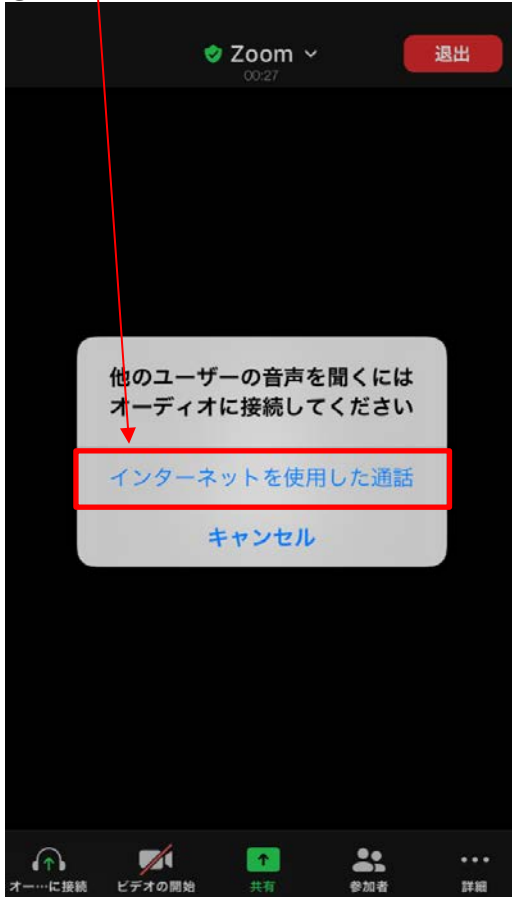 Zoom
退出
00:27
他のユーザーの音声を聞くには
オーディオに接続してください
インターネットを使用した通話
キャンセル
オー…に接続
ビデオの開始
共有
参加者
詳細